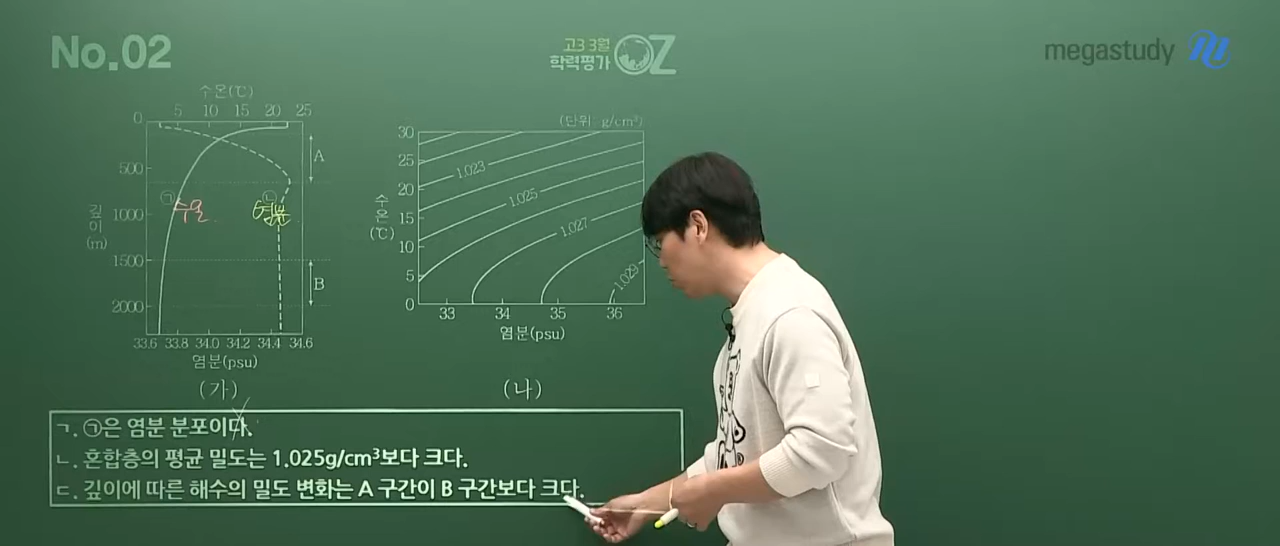 No.02
고3 3월
학력평가 OZ
megastudy
수온(℃)
5 10 15 20 25
0
500
1000
1500
2000
깊이(m)
A
B
㉠
㉡
수온
염분
33.6 33.8 34.0 34.2 34.4 34.6
염분(psu)
(가)
(단위: g/cm³)
30
25
20
15
10
5
0
수온(℃)
1.023
1.025
1.027
1.029
33 34 35 36
염분(psu)
(나)
ㄱ. ㉠은 염분 분포이다.
ㄴ. 혼합층의 평균 밀도는 1.025g/cm³보다 크다.
ㄷ. 깊이에 따른 해수의 밀도 변화는 A 구간이 B 구간보다 크다.